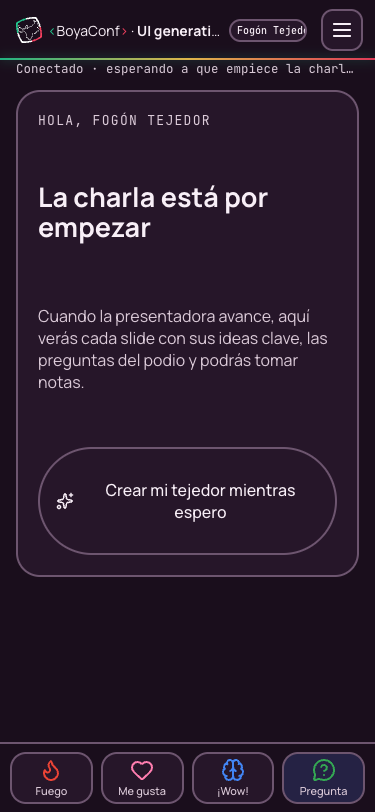 <BoyaConf> · UI generati…
Fogón Tejed
Conectado · esperando a que empiece la charl…
HOLA, FOGÓN TEJEDOR
La charla está por
empezar
Cuando la presentadora avance, aquí
verás cada slide con sus ideas clave, las
preguntas del podio y podrás tomar
notas.
Crear mi tejedor mientras
espero
Fuego
Me gusta
¡Wow!
Pregunta